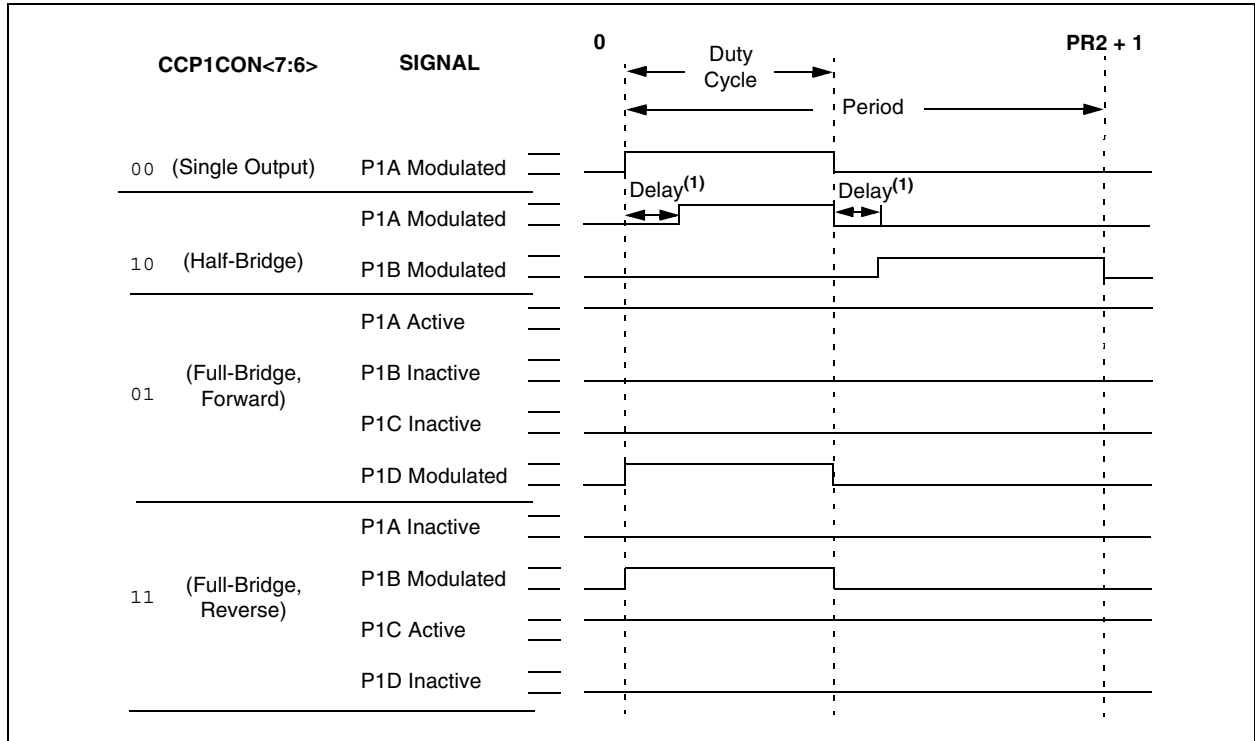 0
PR2 + 1
CCP1CON<7:6>
SIGNAL
Duty
Cycle
Period
00 (Single Output) P1A Modulated
Delay(1)
Delay(1)
P1A Modulated
10 (Half-Bridge)
P1B Modulated
P1A Active
01
(Full-Bridge,
Forward)
P1B Inactive
P1C Inactive
P1D Modulated
P1A Inactive
11
(Full-Bridge,
Reverse)
P1B Modulated
P1C Active
P1D Inactive